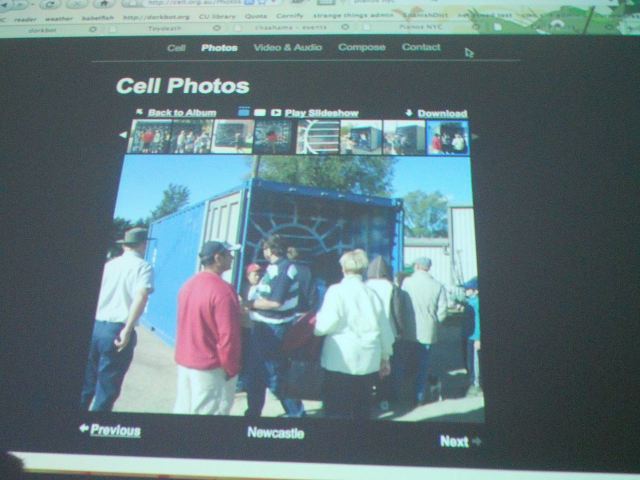 http://cell.org.au/Photos
reader weather babelfish http://dorkbot.org CU library Quote Cornify strange things admin SpanishDict
dorkbot Toydeath chashama - events Pianos NYC
Cell Photos Video & Audio Compose Contact
Cell Photos
Back to Album Play Slideshow Download
Previous Newcastle Next